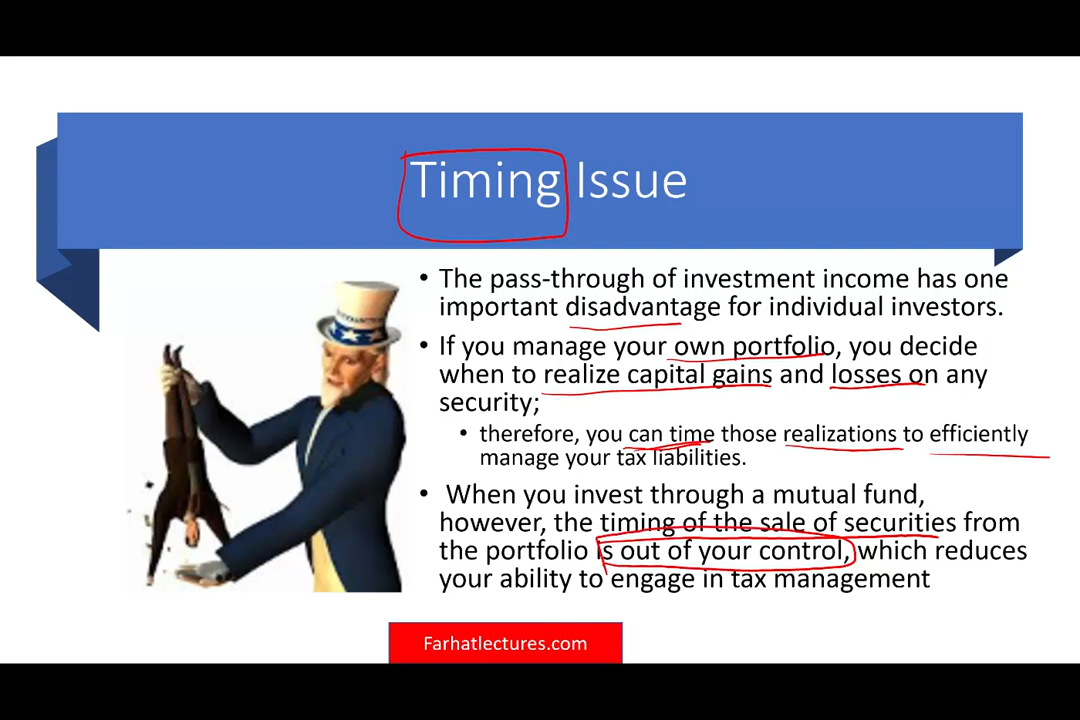 Timing Issue
• The pass-through of investment income has one
important disadvantage for individual investors.
• If you manage your own portfolio, you decide
when to realize capital gains and losses on any
security;
• therefore, you can time those realizations to efficiently
manage your tax liabilities.
• When you invest through a mutual fund,
however, the timing of the sale of securities from
the portfolio is out of your control, which reduces
your ability to engage in tax management
Farhatlectures.com